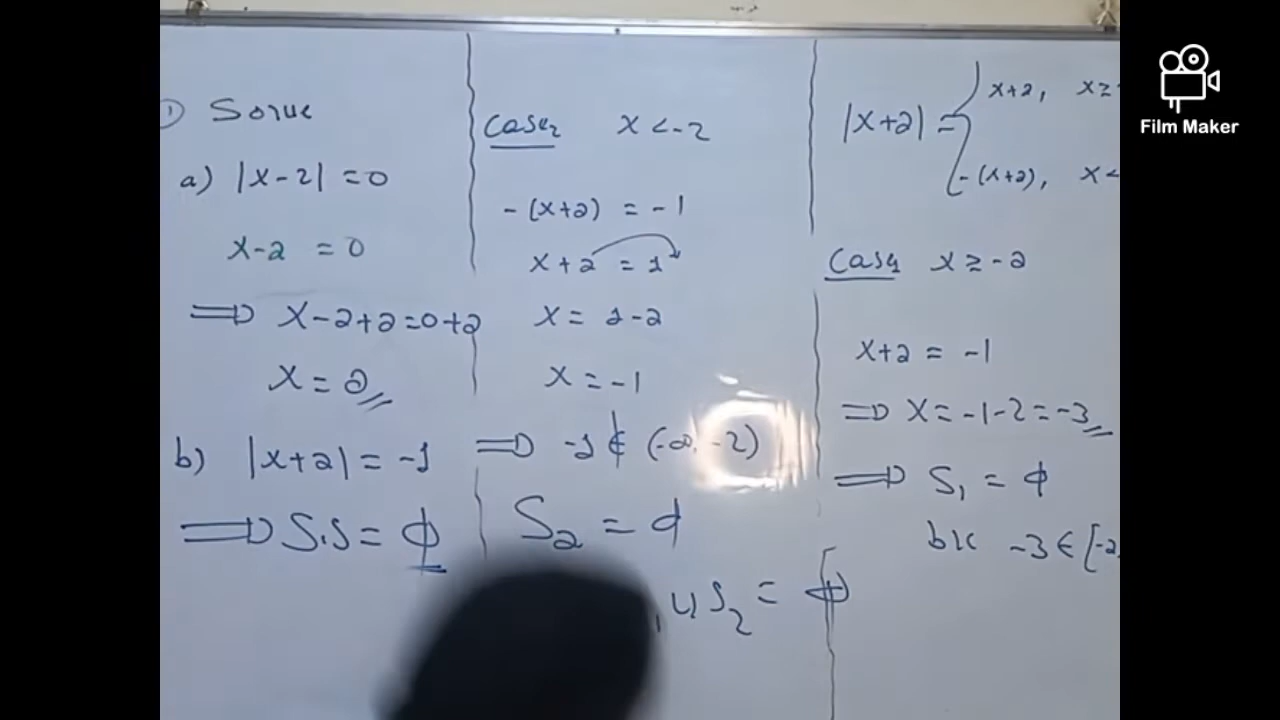 1) Solve
a) |x-2| = 0
x-2 = 0
⟹ x-2+2=0+2
x = 2
b) |x+2| = -1
⟹ S.S = ϕ
Case2 x < -2
-(x+2) = -1
x+2 = 1
x = 1-2
x = -1
⟹ -1 ∉ (-∞, -2)
S2 = ϕ
1 U S2 = ϕ
|x+2| = { x+2, x ≥
-(x+2), x <
Case1 x ≥ -2
x+2 = -1
⟹ x = -1-2 = -3
⟹ S1 = ϕ
b/c -3 ∈ [-2
Film Maker